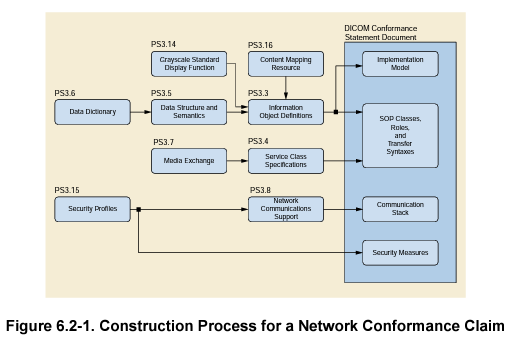 DICOM Conformance
Statement Document
PS3.14
PS3.16
Grayscale Standard
Display Function
Content Mapping
Resource
Implementation
Model
PS3.6
PS3.5
PS3.3
Data Dictionary
Data Structure and
Semantics
Information
Object Definitions
SOP Classes,
Roles,
and
Transfer
Syntaxes
PS3.7
PS3.4
Media Exchange
Service Class
Specifications
PS3.15
PS3.8
Security Profiles
Network
Communications
Support
Communication
Stack
Security Measures
Figure 6.2-1. Construction Process for a Network Conformance Claim